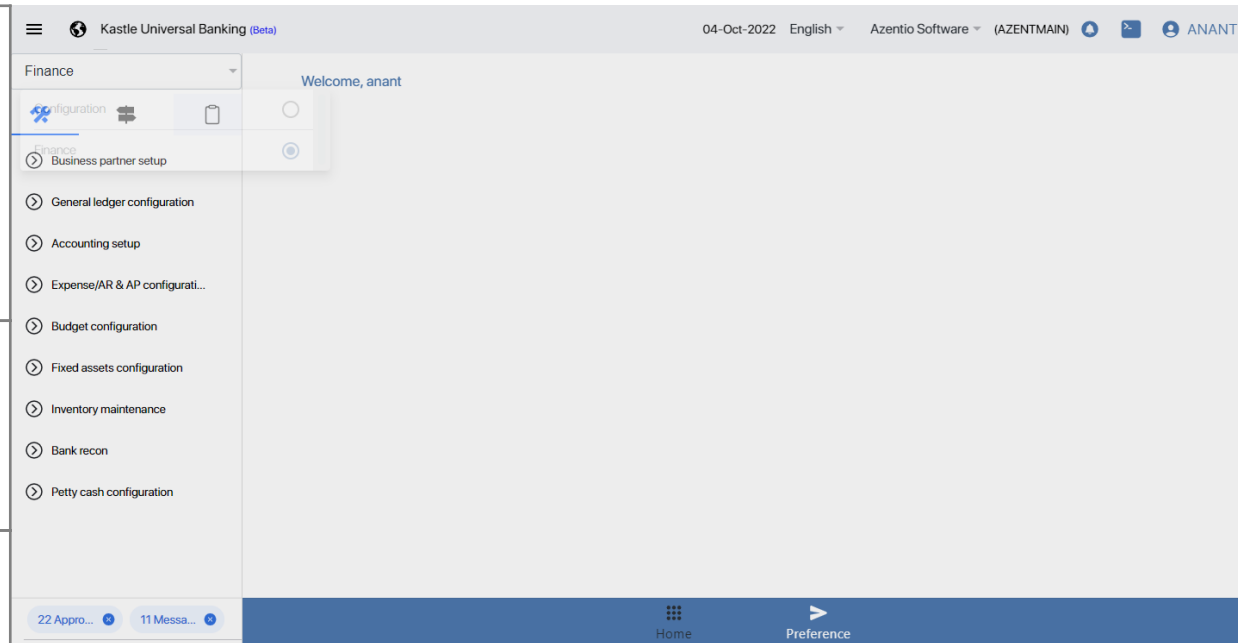 Kastle Universal Banking (Beta)
04-Oct-2022 English Azentio Software (AZENTMAIN) ANANT
Finance
Welcome, anant
Configuration
Finance
Business partner setup
General ledger configuration
Accounting setup
Expense/AR & AP configurati...
Budget configuration
Fixed assets configuration
Inventory maintenance
Bank recon
Petty cash configuration
22 Appro... 11 Messa...
Home Preference